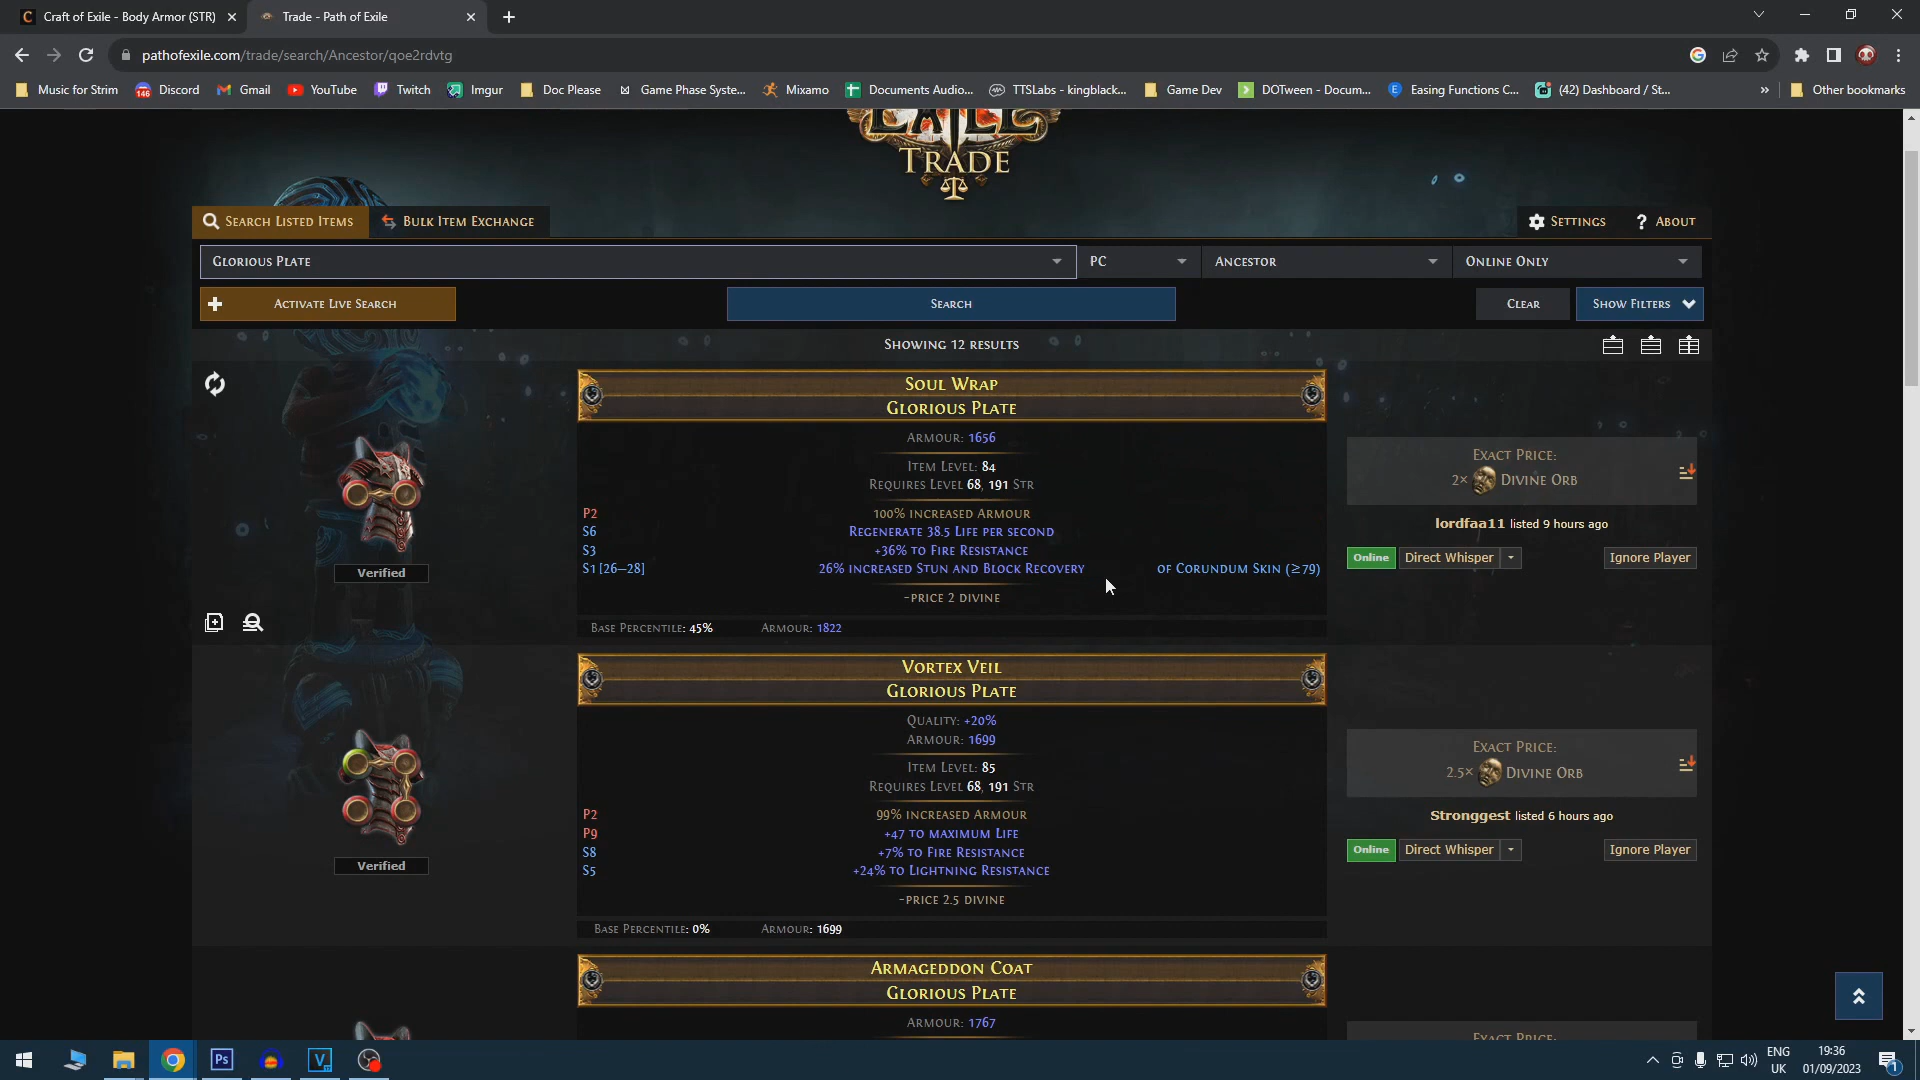 Craft of Exile - Body Armor (STR)
Trade - Path of Exile
pathofexile.com/trade/search/Ancestor/qoe2rdvtg
Music for Strim
146
Discord
Gmail
YouTube
Twitch
Imgur
Doc Please
Game Phase Syste...
Mixamo
Documents Audio...
TTSLabs - kingblack...
Game Dev
DOTween - Docum...
Easing Functions C...
(42) Dashboard / St...
»
Other bookmarks
EXILE
TRADE
SEARCH LISTED ITEMS
BULK ITEM EXCHANGE
SETTINGS
? ABOUT
GLORIOUS PLATE
PC
ANCESTOR
ONLINE ONLY
ACTIVATE LIVE SEARCH
SEARCH
CLEAR
SHOW FILTERS
SHOWING 12 RESULTS
SOUL WRAP
GLORIOUS PLATE
ARMOUR: 1656
ITEM LEVEL: 84
REQUIRES LEVEL 68, 191 STR
P2 100% INCREASED ARMOUR
S6 REGENERATE 38.5 LIFE PER SECOND
S3 +36% TO FIRE RESISTANCE
S1 [26—28] 26% INCREASED STUN AND BLOCK RECOVERY OF CORUNDUM SKIN (≥79)
~PRICE 2 DIVINE
BASE PERCENTILE: 45% ARMOUR: 1822
Verified
EXACT PRICE:
2× DIVINE ORB
lordfaa11 listed 9 hours ago
Online
Direct Whisper
Ignore Player
VORTEX VEIL
GLORIOUS PLATE
QUALITY: +20%
ARMOUR: 1699
ITEM LEVEL: 85
REQUIRES LEVEL 68, 191 STR
P2 99% INCREASED ARMOUR
P9 +47 TO MAXIMUM LIFE
S8 +7% TO FIRE RESISTANCE
S5 +24% TO LIGHTNING RESISTANCE
~PRICE 2.5 DIVINE
BASE PERCENTILE: 0% ARMOUR: 1699
Verified
EXACT PRICE:
2.5× DIVINE ORB
Stronggest listed 6 hours ago
Online
Direct Whisper
Ignore Player
ARMAGEDDON COAT
GLORIOUS PLATE
ARMOUR: 1767
Ps
V
ENG
UK
19:36
01/09/2023
1